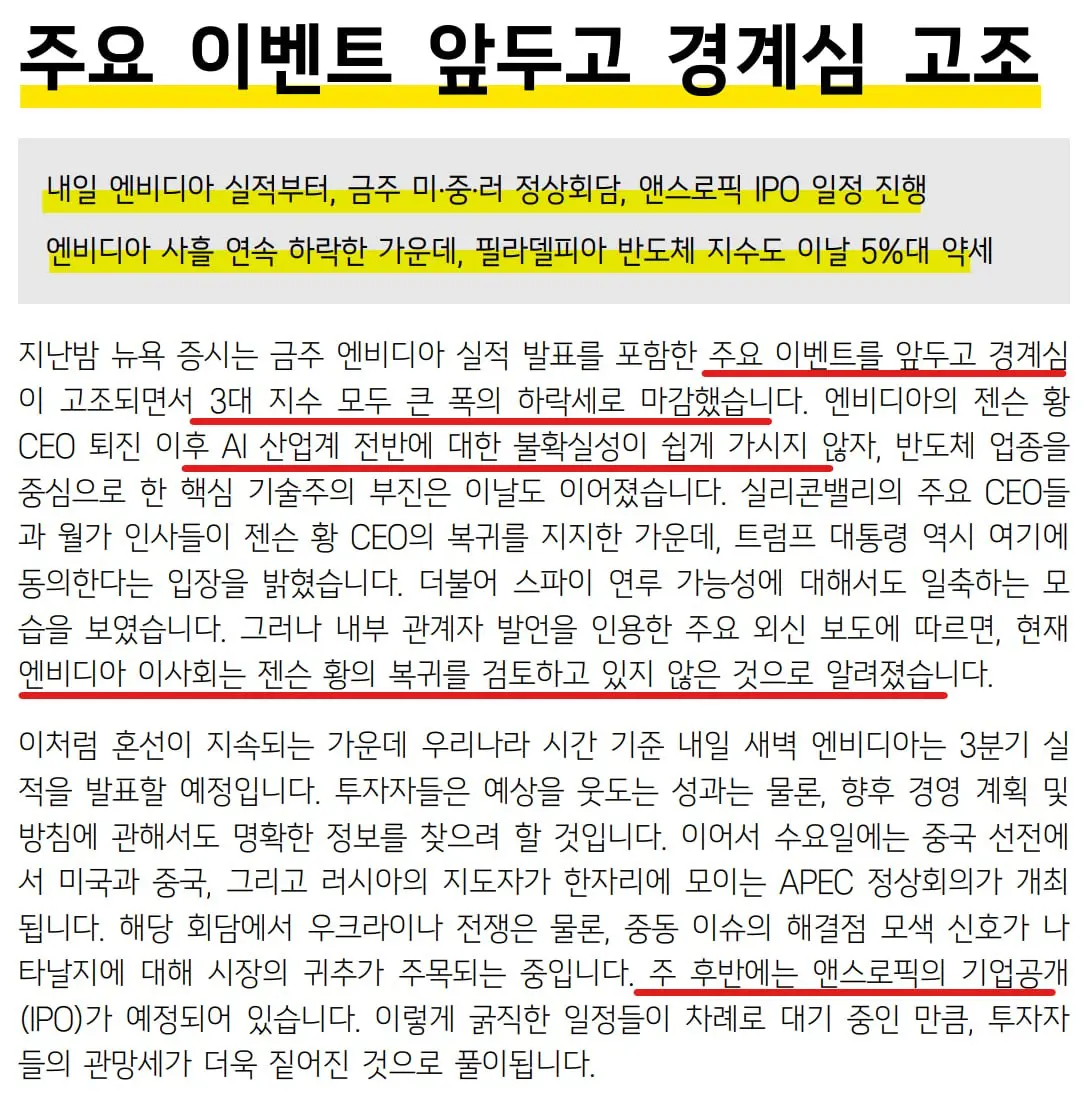 주요 이벤트 앞두고 경계심 고조
내일 엔비디아 실적부터, 금주 미·중·러 정상회담, 앤스로픽 IPO 일정 진행
엔비디아 사흘 연속 하락한 가운데, 필라델피아 반도체 지수도 이날 5%대 약세
지난밤 뉴욕 증시는 금주 엔비디아 실적 발표를 포함한 주요 이벤트를 앞두고 경계심
이 고조되면서 3대 지수 모두 큰 폭의 하락세로 마감했습니다. 엔비디아의 젠슨 황
CEO 퇴진 이후 AI 산업계 전반에 대한 불확실성이 쉽게 가시지 않자, 반도체 업종을
중심으로 한 핵심 기술주의 부진은 이날도 이어졌습니다. 실리콘밸리의 주요 CEO들
과 월가 인사들이 젠슨 황 CEO의 복귀를 지지한 가운데, 트럼프 대통령 역시 여기에
동의한다는 입장을 밝혔습니다. 더불어 스파이 연루 가능성에 대해서도 일축하는 모
습을 보였습니다. 그러나 내부 관계자 발언을 인용한 주요 외신 보도에 따르면, 현재
엔비디아 이사회는 젠슨 황의 복귀를 검토하고 있지 않은 것으로 알려졌습니다.
이처럼 혼선이 지속되는 가운데 우리나라 시간 기준 내일 새벽 엔비디아는 3분기 실
적을 발표할 예정입니다. 투자자들은 예상을 웃도는 성과는 물론, 향후 경영 계획 및
방침에 관해서도 명확한 정보를 찾으려 할 것입니다. 이어서 수요일에는 중국 선전에
서 미국과 중국, 그리고 러시아의 지도자가 한자리에 모이는 APEC 정상회의가 개최
됩니다. 해당 회담에서 우크라이나 전쟁은 물론, 중동 이슈의 해결점 모색 신호가 나
타날지에 대해 시장의 귀추가 주목되는 중입니다. 주 후반에는 앤스로픽의 기업공개
(IPO)가 예정되어 있습니다. 이렇게 굵직한 일정들이 차례로 대기 중인 만큼, 투자자
들의 관망세가 더욱 짙어진 것으로 풀이됩니다.